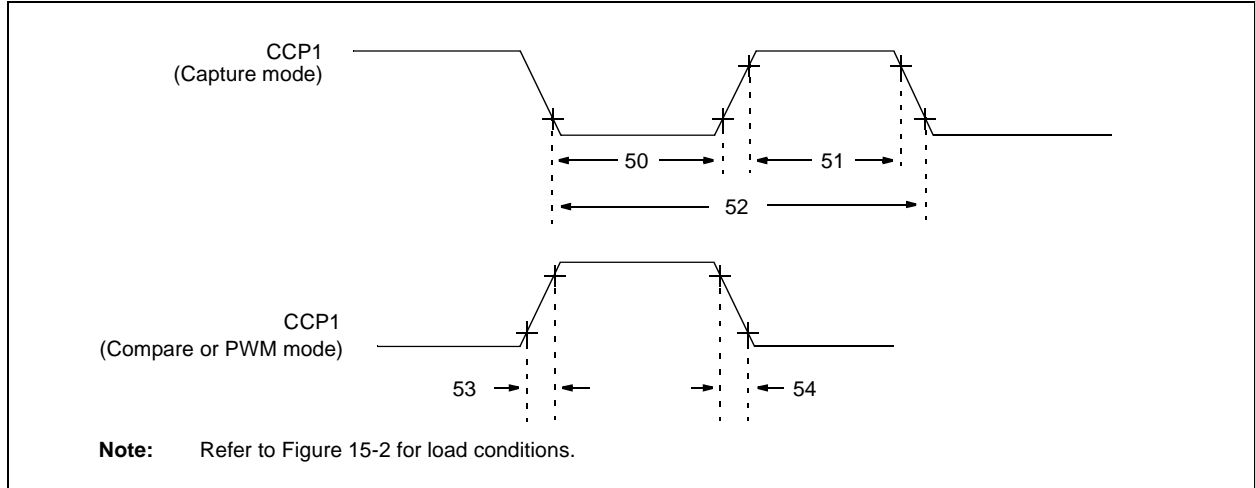 CCP1
(Capture mode)
50
51
52
CCP1
(Compare or PWM mode)
53
54
Note: Refer to Figure 15-2 for load conditions.